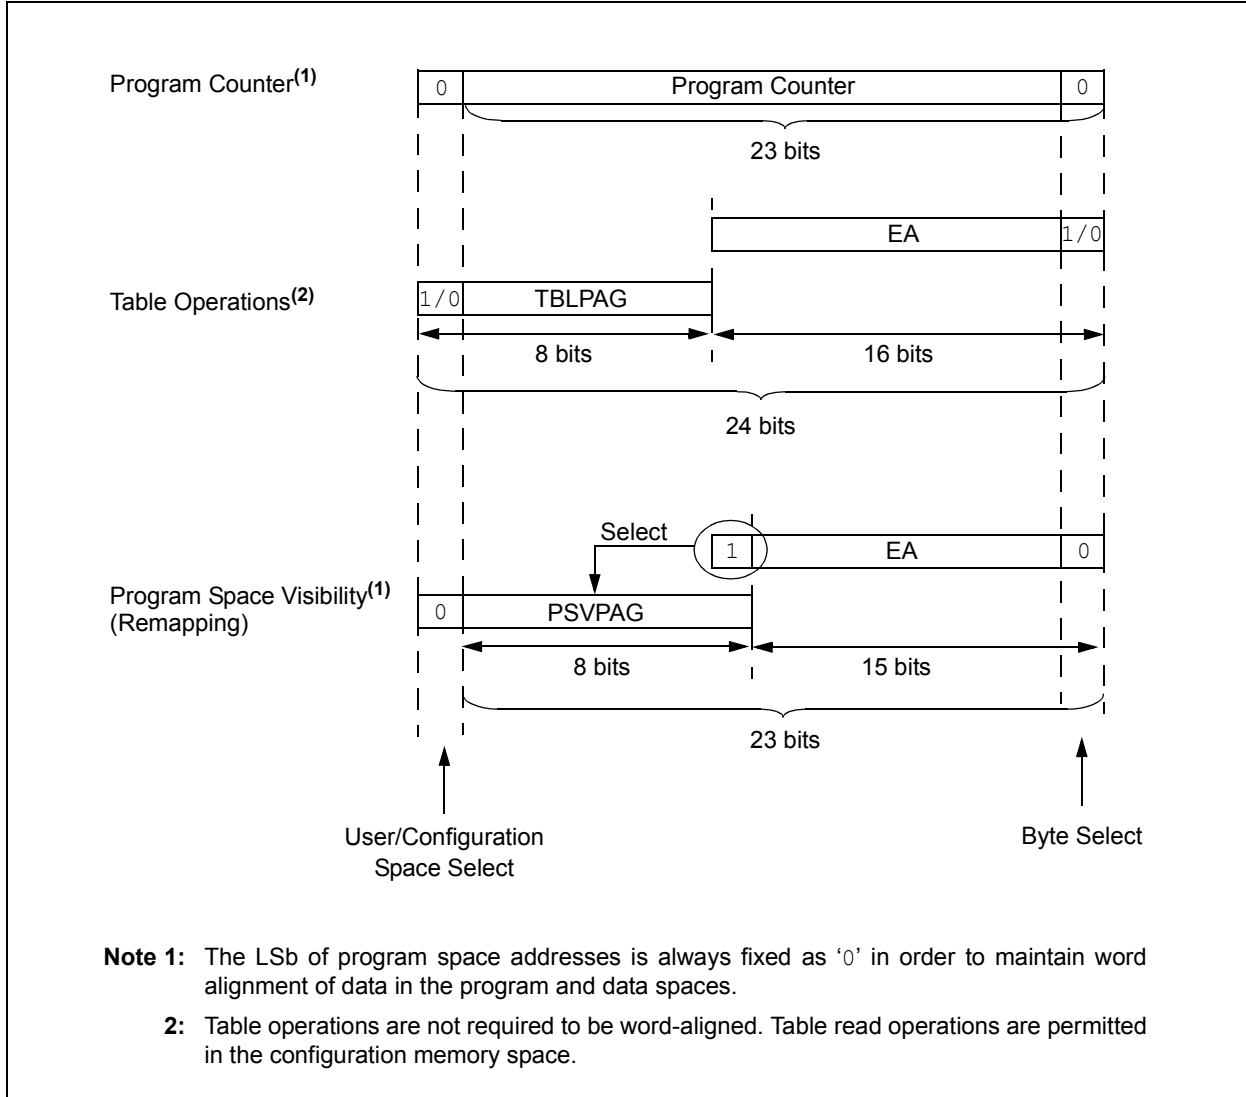 Program Counter(1)
0
Program Counter
0
23 bits
EA
1/0
Table Operations(2)
1/0
TBLPAG
8 bits
16 bits
24 bits
Select
1
EA
0
Program Space Visibility(1)
(Remapping)
0
PSVPAG
8 bits
15 bits
23 bits
User/Configuration
Space Select
Byte Select
Note 1: The LSb of program space addresses is always fixed as ‘0’ in order to maintain word
alignment of data in the program and data spaces.
2: Table operations are not required to be word-aligned. Table read operations are permitted
in the configuration memory space.